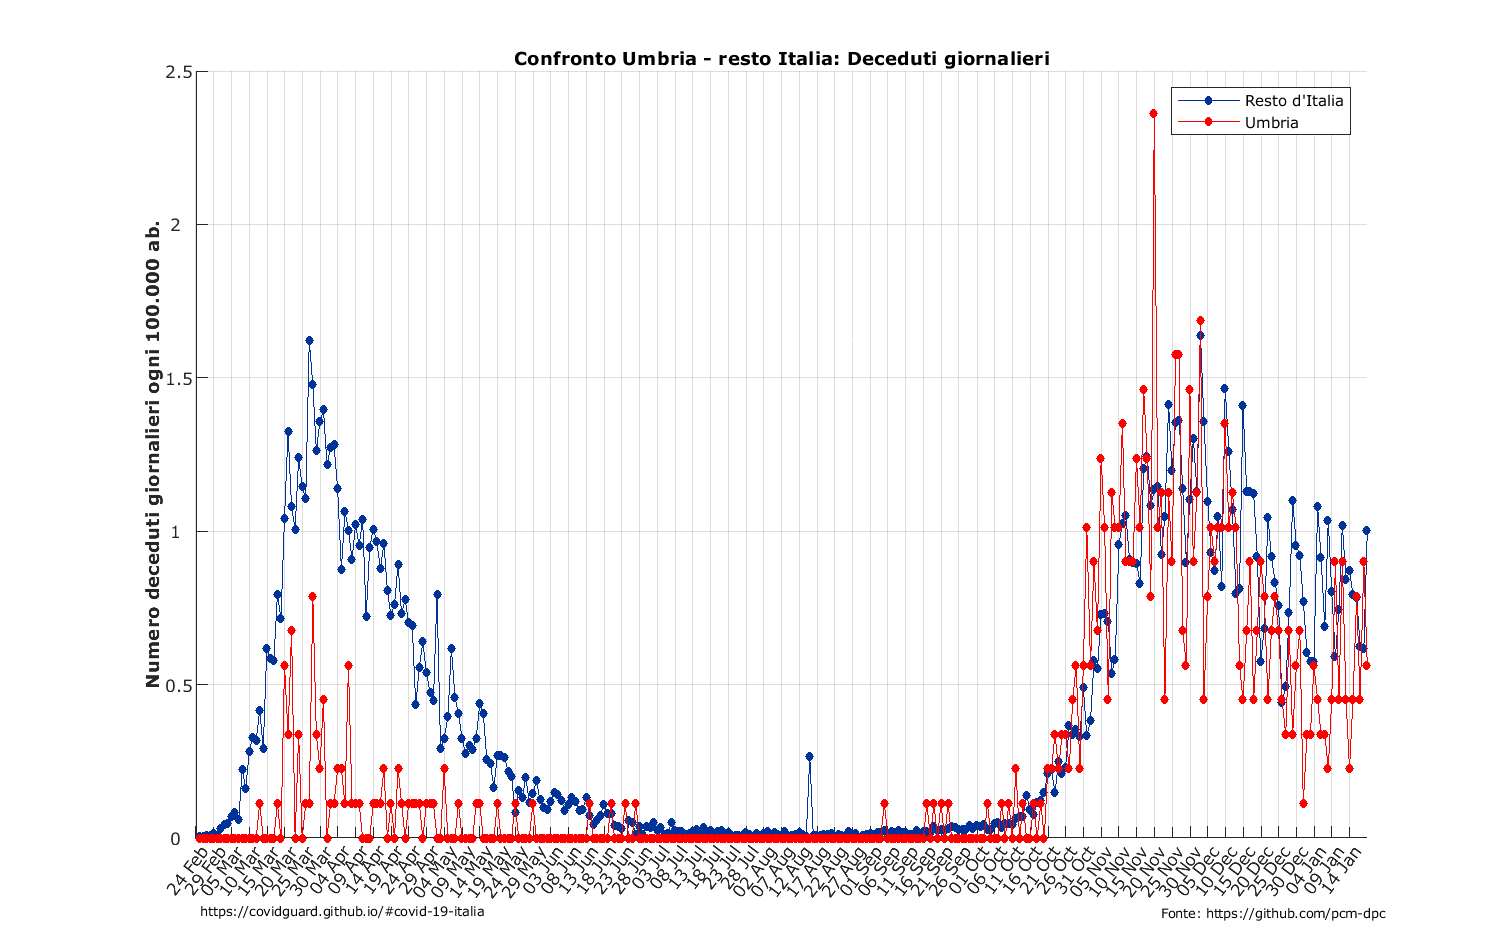 Confronto Umbria - resto Italia: Deceduti giornalieri
Resto d'Italia
Umbria
Numero deceduti giornalieri ogni 100.000 ab.
2.5
2
1.5
1
0.5
0
24 Feb
29 Feb
05 Mar
10 Mar
15 Mar
20 Mar
25 Mar
30 Mar
04 Apr
09 Apr
14 Apr
19 Apr
24 Apr
29 Apr
04 May
09 May
14 May
19 May
24 May
29 May
03 Jun
08 Jun
13 Jun
18 Jun
23 Jun
28 Jun
03 Jul
08 Jul
13 Jul
18 Jul
23 Jul
28 Jul
02 Aug
07 Aug
12 Aug
17 Aug
22 Aug
27 Aug
01 Sep
06 Sep
11 Sep
16 Sep
21 Sep
26 Sep
01 Oct
06 Oct
11 Oct
16 Oct
21 Oct
26 Oct
31 Oct
05 Nov
10 Nov
15 Nov
20 Nov
25 Nov
30 Nov
05 Dec
10 Dec
15 Dec
20 Dec
25 Dec
30 Dec
04 Jan
09 Jan
14 Jan
https://covidguard.github.io/#covid-19-italia
Fonte: https://github.com/pcm-dpc